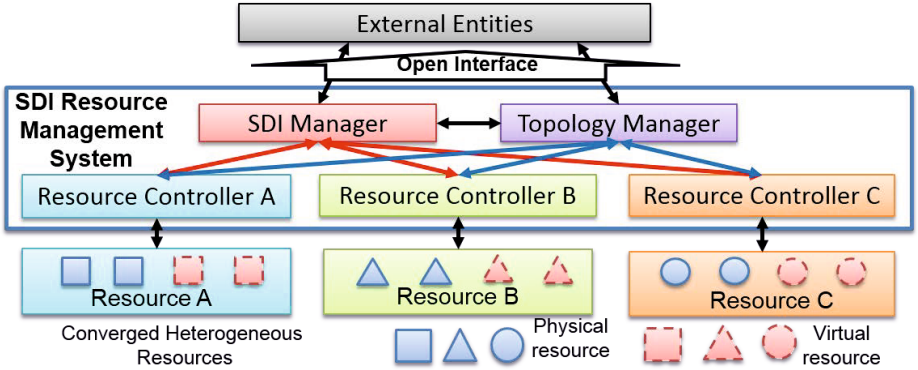 External Entities
Open Interface
SDI Resource
Management
System
SDI Manager
Topology Manager
Resource Controller A
Resource Controller B
Resource Controller C
Resource A
Resource B
Resource C
Converged Heterogeneous
Resources
Physical
resource
Virtual
resource